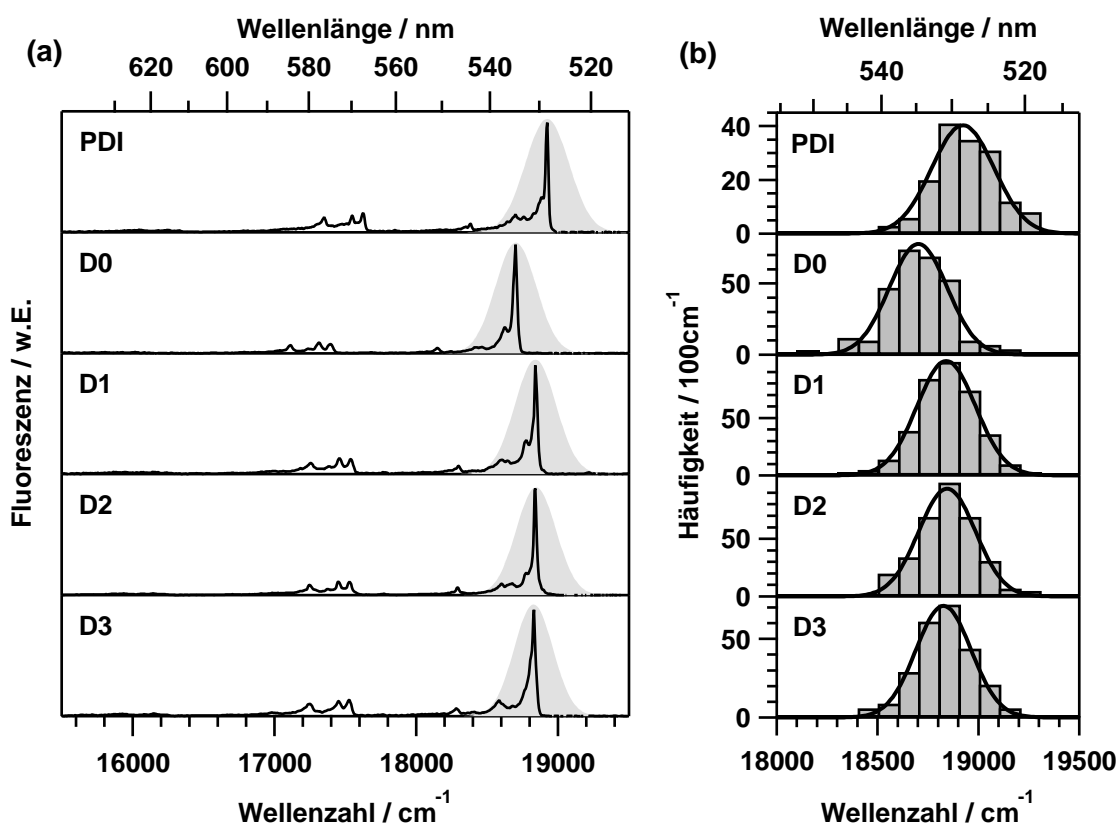 (a)
Wellenlänge / nm
620 600 580 560 540 520
PDI
D0
D1
D2
D3
Fluoreszenz / w.E.
16000 17000 18000 19000
Wellenzahl / cm⁻¹
(b)
Wellenlänge / nm
540 520
PDI
40
20
0
D0
50
0
D1
50
0
D2
50
0
D3
50
0
Häufigkeit / 100cm⁻¹
18000 18500 19000 19500
Wellenzahl / cm⁻¹